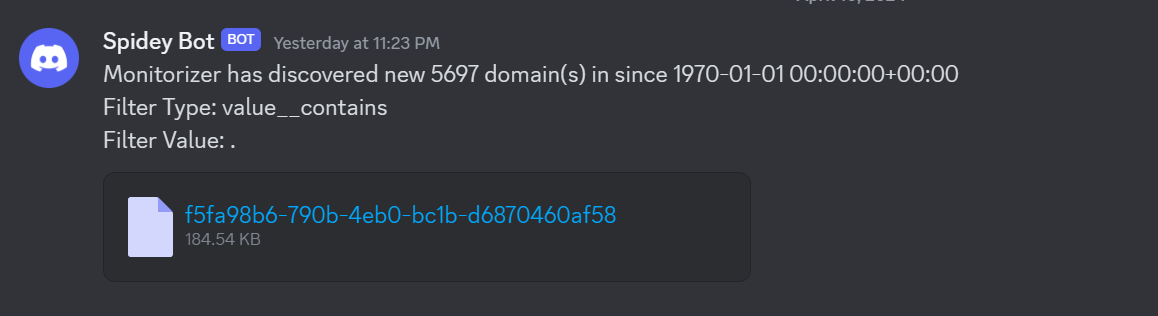 Spidey Bot BOT Yesterday at 11:23 PM
Monitorizer has discovered new 5697 domain(s) in since 1970-01-01 00:00:00+00:00
Filter Type: value__contains
Filter Value: .
f5fa98b6-790b-4eb0-bc1b-d6870460af58
184.54 KB